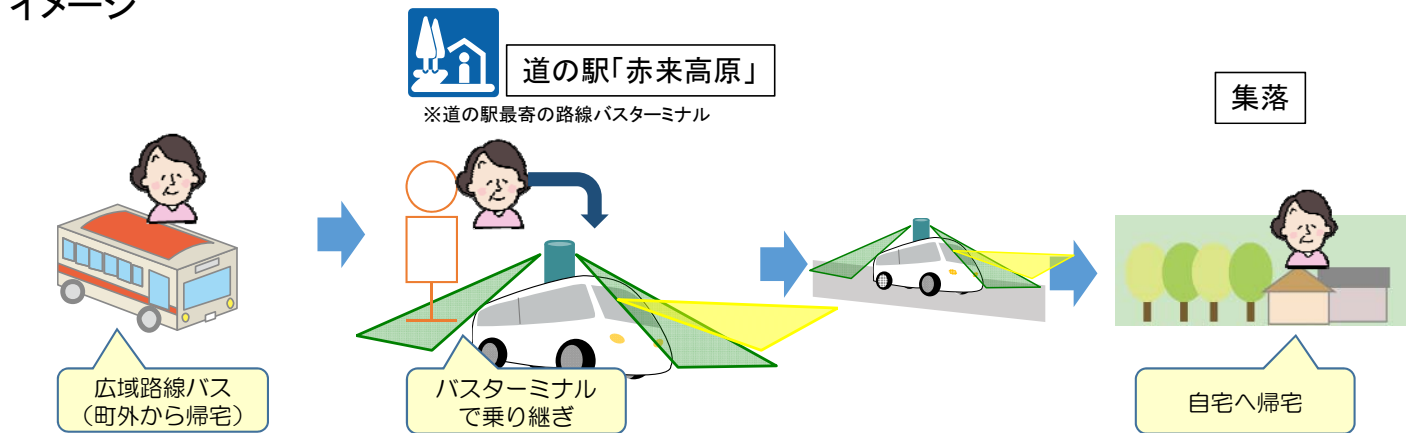 イメージ
道の駅「赤来高原」
※道の駅最寄の路線バスターミナル
集落
広域路線バス
（町外から帰宅）
バスターミナル
で乗り継ぎ
自宅へ帰宅